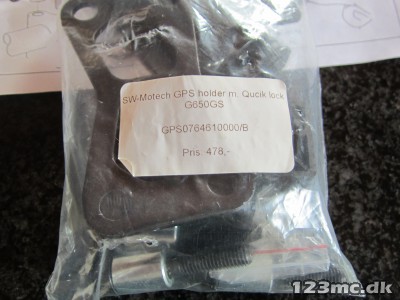 SW-Motech GPS holder m. Qucik lock
G650GS
GPS0764610000/B
Pris: 478,-
123mc.dk